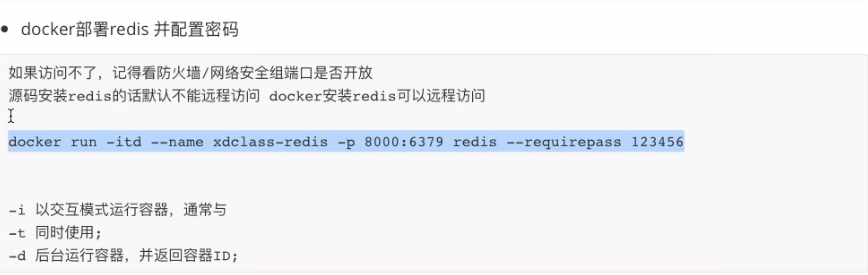 docker部署redis 并配置密码
如果访问不了，记得看防火墙/网络安全组端口是否开放
源码安装redis的话默认不能远程访问 docker安装redis可以远程访问
docker run -itd --name xdclass-redis -p 8000:6379 redis --requirepass 123456
-i 以交互模式运行容器，通常与
-t 同时使用;
-d 后台运行容器，并返回容器ID;